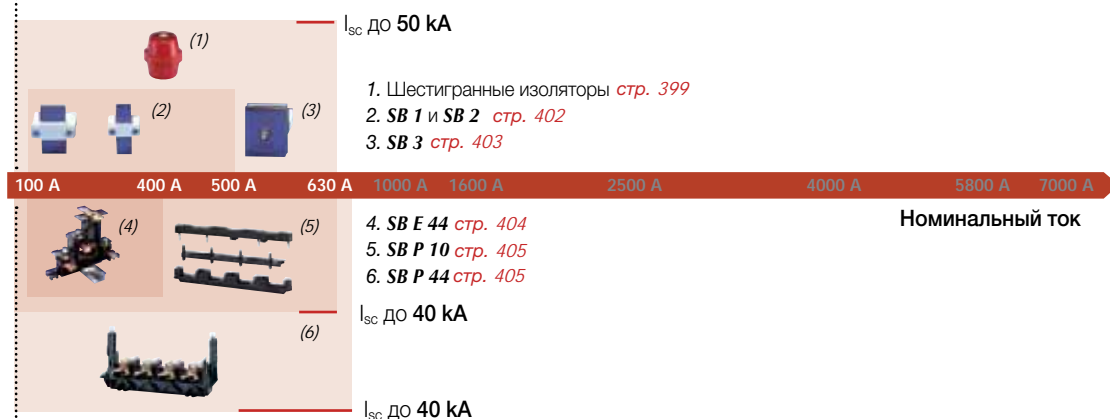 I_sc до 50 kA
(1)
(2)
(3)
1. Шестигранные изоляторы стр. 399
2. SB 1 и SB 2 стр. 402
3. SB 3 стр. 403
100 A 400 A 500 A 630 A 1000 A 1600 A 2500 A 4000 A 5800 A 7000 A
Номинальный ток
(4)
(5)
4. SB E 44 стр. 404
5. SB P 10 стр. 405
6. SB P 44 стр. 405
I_sc до 40 kA
(6)
I_sc до 40 kA